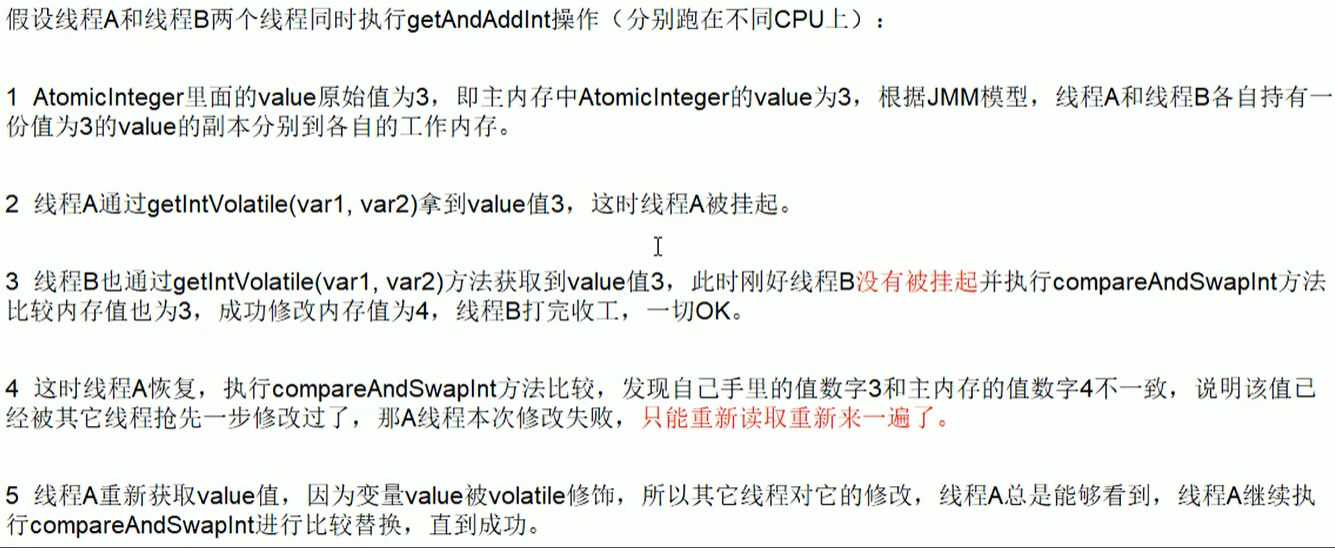 假设线程A和线程B两个线程同时执行getAndAddInt操作（分别跑在不同CPU上）：
1 AtomicInteger里面的value原始值为3，即主内存中AtomicInteger的value为3，根据JMM模型，线程A和线程B各自持有一
份值为3的value的副本分别到各自的工作内存。
2 线程A通过getIntVolatile(var1, var2)拿到value值3，这时线程A被挂起。
3 线程B也通过getIntVolatile(var1, var2)方法获取到value值3，此时刚好线程B没有被挂起并执行compareAndSwapInt方法
比较内存值也为3，成功修改内存值为4，线程B打完收工，一切OK。
4 这时线程A恢复，执行compareAndSwapInt方法比较，发现自己手里的值数字3和主内存的值数字4不一致，说明该值已
经被其它线程抢先一步修改过了，那A线程本次修改失败，只能重新读取重新来一遍了。
5 线程A重新获取value值，因为变量value被volatile修饰，所以其它线程对它的修改，线程A总是能够看到，线程A继续执
行compareAndSwapInt进行比较替换，直到成功。